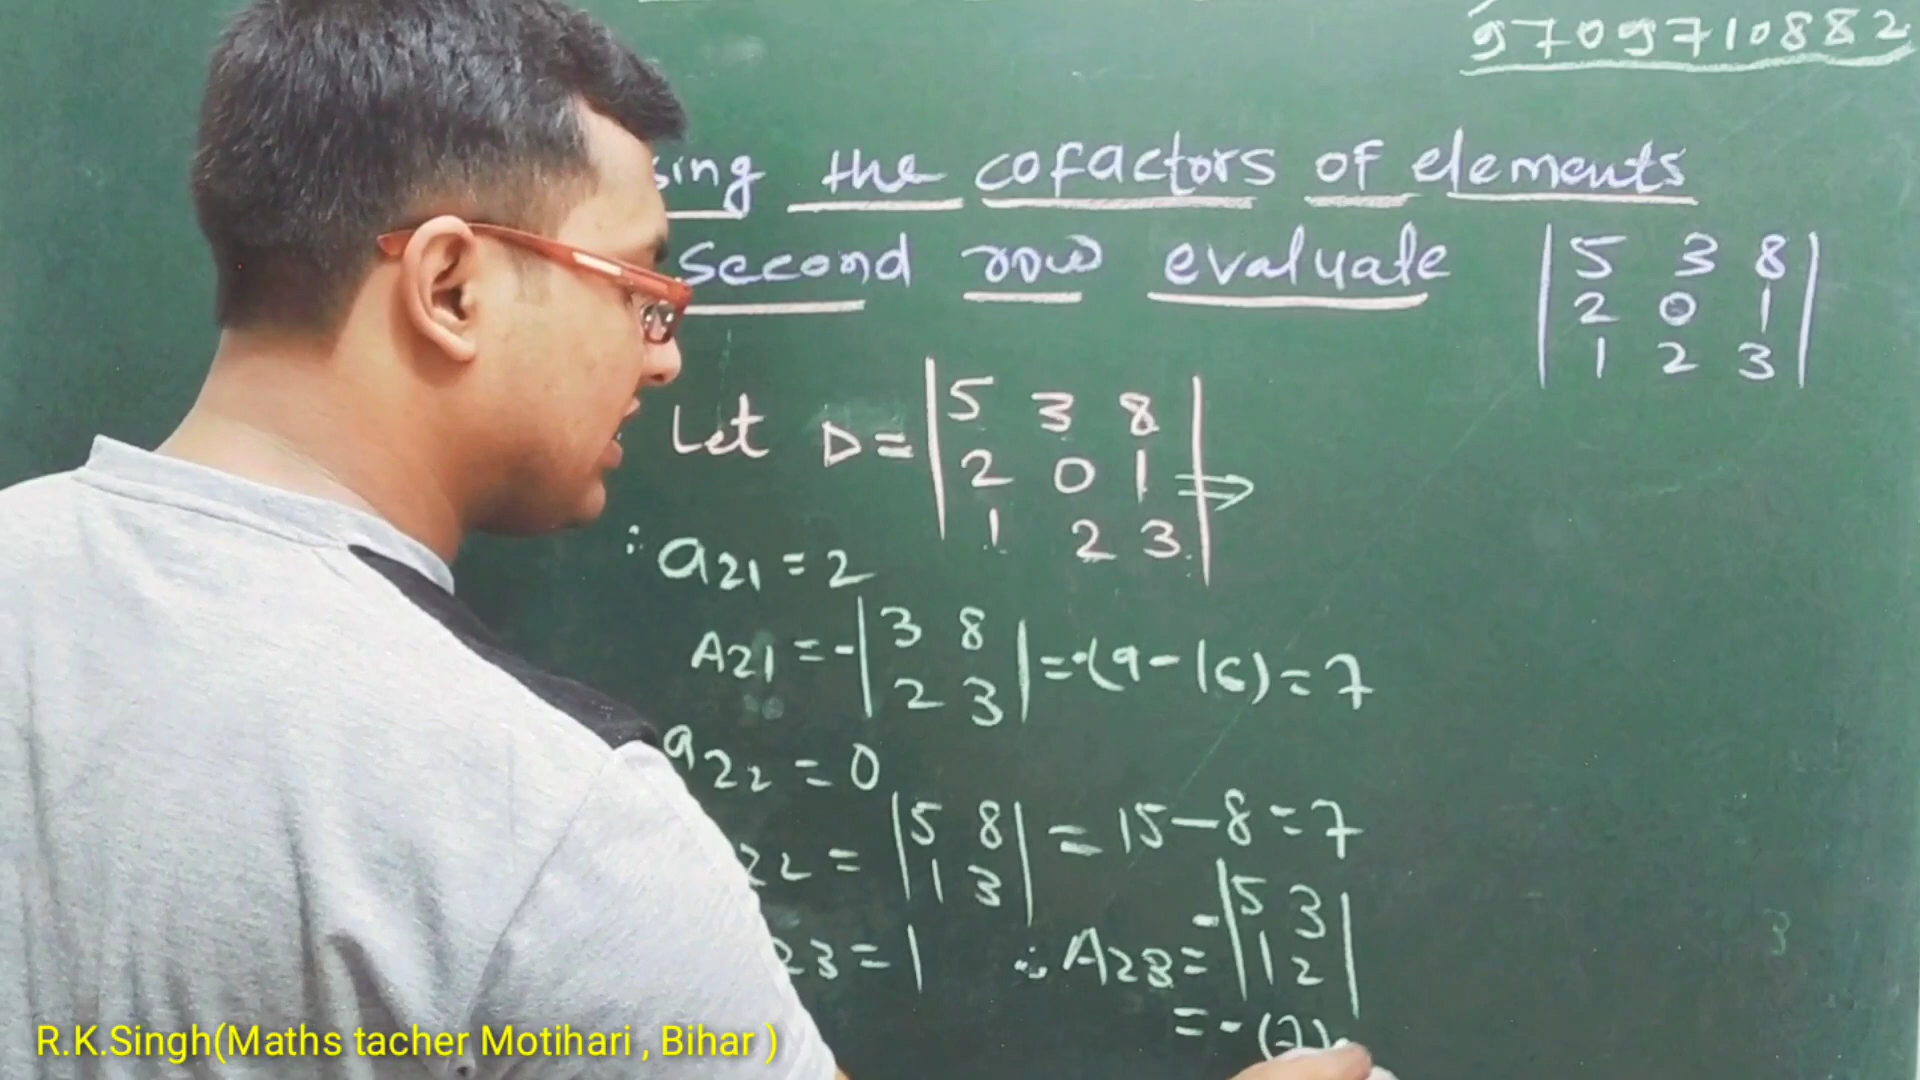 9709710882
sing the cofactors of elements
second row evaluate |5 3 8|
|2 0 1|
|1 2 3|
Let D = |5 3 8|
|2 0 1| ⇒
|1 2 3|
∴ a21 = 2
A21 = -|3 8| = -(9-16) = 7
|2 3|
a22 = 0
22 = |5 8| = 15-8 = 7
|1 3|
23 = 1 ∴ A23 = -|5 3|
|1 2|
= -(7)
R.K.Singh(Maths tacher Motihari , Bihar )